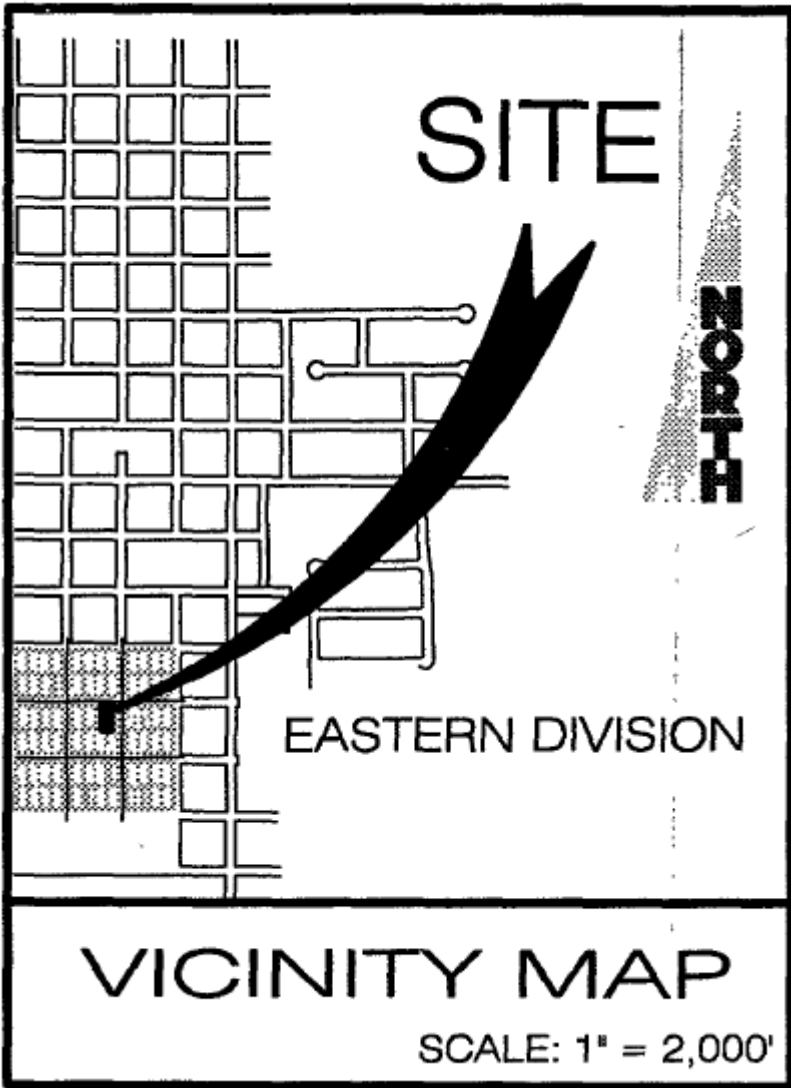 SITE
NORTH
EASTERN DIVISION
VICINITY MAP
SCALE: 1" = 2,000'